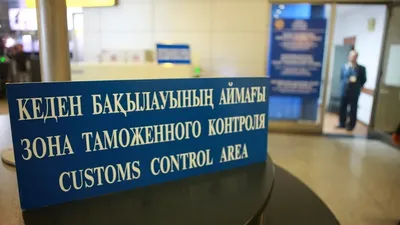 КЕДЕН БАҚЫЛАУЫНЫҢ АЙМАҒЫ
ЗОНА ТАМОЖЕННОГО КОНТРОЛЯ
CUSTOMS CONTROL AREA